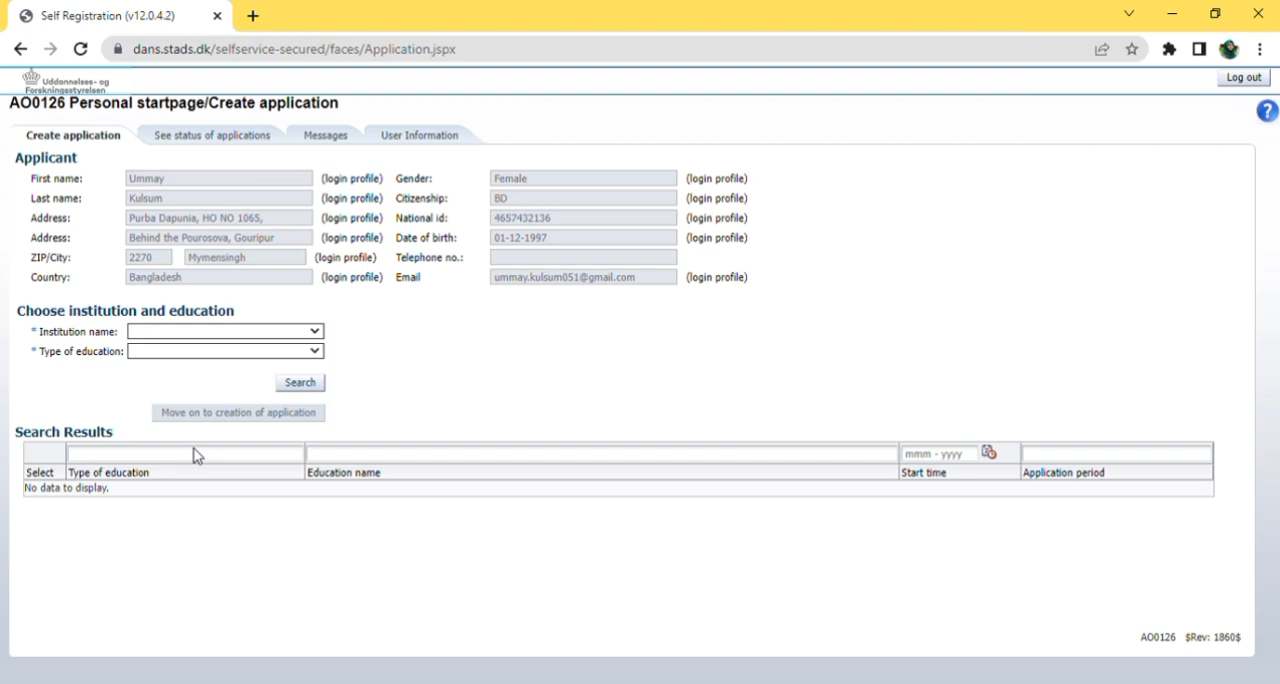 Self Registration (v12.0.4.2)
dans.stads.dk/selfservice-secured/faces/Application.jspx
Uddannelses- og
Forskningsstyrelsen
Log out
AO0126 Personal startpage/Create application
Create application See status of applications Messages User Information
Applicant
First name: Ummay (login profile) Gender: Female (login profile)
Last name: Kulsum (login profile) Citizenship: BD (login profile)
Address: Purba Dapunia, HO NO 1065, (login profile) National id: 4657432136 (login profile)
Address: Behind the Pourosova, Gouripur (login profile) Date of birth: 01-12-1997 (login profile)
ZIP/City: 2270 Mymensingh (login profile) Telephone no.:
Country: Bangladesh (login profile) Email ummay.kulsum051@gmail.com (login profile)
Choose institution and education
* Institution name:
* Type of education:
Search
Move on to creation of application
Search Results
mmm - yyyy
Select Type of education Education name Start time Application period
No data to display.
AO0126 $Rev: 1860$